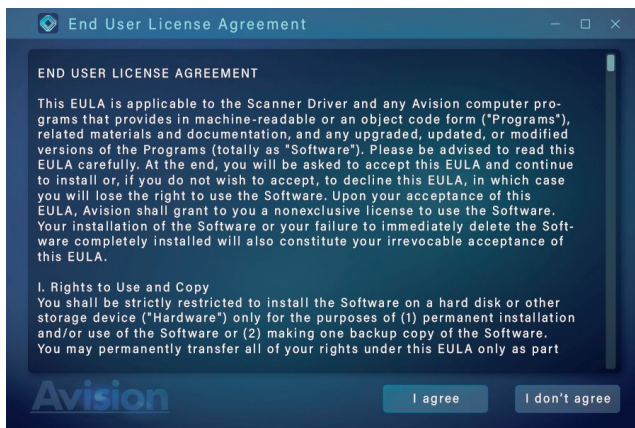 End User License Agreement
END USER LICENSE AGREEMENT
This EULA is applicable to the Scanner Driver and any Avision computer pro-
grams that provides in machine-readable or an object code form ("Programs"),
related materials and documentation, and any upgraded, updated, or modified
versions of the Programs (totally as "Software"). Please be advised to read this
EULA carefully. At the end, you will be asked to accept this EULA and continue
to install or, if you do not wish to accept, to decline this EULA, in which case
you will lose the right to use the Software. Upon your acceptance of this
EULA, Avision shall grant to you a nonexclusive license to use the Software.
Your installation of the Software or your failure to immediately delete the Soft-
ware completely installed will also constitute your irrevocable acceptance of
this EULA.
I. Rights to Use and Copy
You shall be strictly restricted to install the Software on a hard disk or other
storage device ("Hardware") only for the purposes of (1) permanent installation
and/or use of the Software or (2) making one backup copy of the Software.
You may permanently transfer all of your rights under this EULA only as part
Avision
I agree
I don't agree